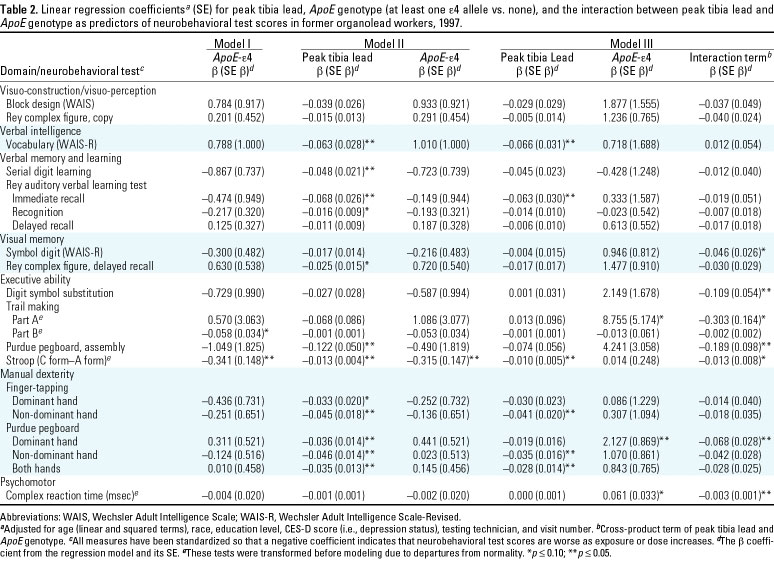 Table 2. Linear regression coefficientsᵃ (SE) for peak tibia lead, ApoE genotype (at least one ε4 allele vs. none), and the interaction between peak tibia lead and
ApoE genotype as predictors of neurobehavioral test scores in former organolead workers, 1997.
Model I Model II Model III
ApoE-ε4 Peak tibia lead ApoE-ε4 Peak tibia Lead ApoE-ε4 Interaction termᵇ
Domain/neurobehavioral testᶜ β (SE β)ᵈ β (SE β)ᵈ β (SE β)ᵈ β (SE β)ᵈ β (SE β)ᵈ β (SE β)ᵈ
Visuo-construction/visuo-perception
Block design (WAIS) 0.784 (0.917) –0.039 (0.026) 0.933 (0.921) –0.029 (0.029) 1.877 (1.555) –0.037 (0.049)
Rey complex figure, copy 0.201 (0.452) –0.015 (0.013) 0.291 (0.454) –0.005 (0.014) 1.236 (0.765) –0.040 (0.024)
Verbal intelligence
Vocabulary (WAIS-R) 0.788 (1.000) –0.063 (0.028)** 1.010 (1.000) –0.066 (0.031)** 0.718 (1.688) 0.012 (0.054)
Verbal memory and learning
Serial digit learning –0.867 (0.737) –0.048 (0.021)** –0.723 (0.739) –0.045 (0.023) –0.428 (1.248) –0.012 (0.040)
Rey auditory verbal learning test
Immediate recall –0.474 (0.949) –0.068 (0.026)** –0.149 (0.944) –0.063 (0.030)** 0.333 (1.587) –0.019 (0.051)
Recognition –0.217 (0.320) –0.016 (0.009)* –0.193 (0.321) –0.014 (0.010) –0.023 (0.542) –0.007 (0.018)
Delayed recall 0.125 (0.327) –0.011 (0.009) 0.187 (0.328) –0.006 (0.010) 0.613 (0.552) –0.017 (0.018)
Visual memory
Symbol digit (WAIS-R) –0.300 (0.482) –0.017 (0.014) –0.216 (0.483) –0.004 (0.015) 0.946 (0.812) –0.046 (0.026)*
Rey complex figure, delayed recall 0.630 (0.538) –0.025 (0.015)* 0.720 (0.540) –0.017 (0.017) 1.477 (0.910) –0.030 (0.029)
Executive ability
Digit symbol substitution –0.729 (0.990) –0.027 (0.028) –0.587 (0.994) 0.001 (0.031) 2.149 (1.678) –0.109 (0.054)**
Trail making
Part Aᵉ 0.570 (3.063) –0.068 (0.086) 1.086 (3.077) 0.013 (0.096) 8.755 (5.174)* –0.303 (0.164)*
Part Bᵉ –0.058 (0.034)* –0.001 (0.001) –0.053 (0.034) –0.001 (0.001) –0.013 (0.061) –0.002 (0.002)
Purdue pegboard, assembly –1.049 (1.825) –0.122 (0.050)** –0.490 (1.819) –0.074 (0.056) 4.241 (3.058) –0.189 (0.098)**
Stroop (C form–A form)ᵉ –0.341 (0.148)** –0.013 (0.004)** –0.315 (0.147)** –0.010 (0.005)** 0.014 (0.248) –0.013 (0.008)*
Manual dexterity
Finger-tapping
Dominant hand –0.436 (0.731) –0.033 (0.020)* –0.252 (0.732) –0.030 (0.023) 0.086 (1.229) –0.014 (0.040)
Non-dominant hand –0.251 (0.651) –0.045 (0.018)** –0.136 (0.651) –0.041 (0.020)** 0.307 (1.094) –0.018 (0.035)
Purdue pegboard
Dominant hand 0.311 (0.521) –0.036 (0.014)** 0.441 (0.521) –0.019 (0.016) 2.127 (0.869)** –0.068 (0.028)**
Non-dominant hand –0.124 (0.516) –0.046 (0.014)** 0.023 (0.513) –0.035 (0.016)** 1.070 (0.861) –0.042 (0.028)
Both hands 0.010 (0.458) –0.035 (0.013)** 0.145 (0.456) –0.028 (0.014)** 0.843 (0.765) –0.028 (0.025)
Psychomotor
Complex reaction time (msec)ᵉ –0.004 (0.020) –0.001 (0.001) –0.002 (0.020) 0.000 (0.001) 0.061 (0.033)* –0.003 (0.001)**
Abbreviations: WAIS, Wechsler Adult Intelligence Scale; WAIS-R, Wechsler Adult Intelligence Scale-Revised.
ᵃAdjusted for age (linear and squared terms), race, education level, CES-D score (i.e., depression status), testing technician, and visit number. ᵇCross-product term of peak tibia lead and
ApoE genotype. ᶜAll measures have been standardized so that a negative coefficient indicates that neurobehavioral test scores are worse as exposure or dose increases. ᵈThe β coeffi-
cient from the regression model and its SE. ᵉThese tests were transformed before modeling due to departures from normality. *p ≤ 0.10; **p ≤ 0.05.